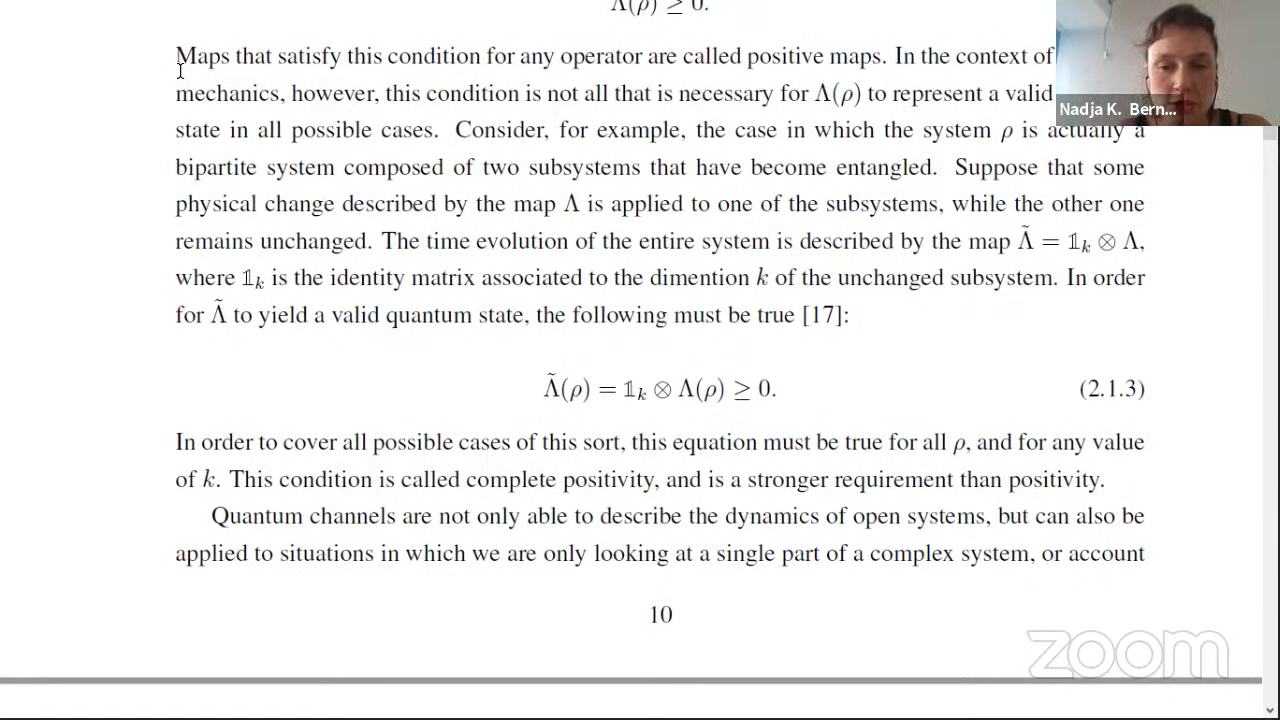 Λ(ρ) ≥ 0.
Maps that satisfy this condition for any operator are called positive maps. In the context of
mechanics, however, this condition is not all that is necessary for Λ(ρ) to represent a valid
Nadja K. Bern...
state in all possible cases. Consider, for example, the case in which the system ρ is actually a
bipartite system composed of two subsystems that have become entangled. Suppose that some
physical change described by the map Λ is applied to one of the subsystems, while the other one
remains unchanged. The time evolution of the entire system is described by the map Λ̃ = 𝟙ₖ ⊗ Λ,
where 𝟙ₖ is the identity matrix associated to the dimention k of the unchanged subsystem. In order
for Λ̃ to yield a valid quantum state, the following must be true [17]:
Λ̃(ρ) = 𝟙ₖ ⊗ Λ(ρ) ≥ 0. (2.1.3)
In order to cover all possible cases of this sort, this equation must be true for all ρ, and for any value
of k. This condition is called complete positivity, and is a stronger requirement than positivity.
Quantum channels are not only able to describe the dynamics of open systems, but can also be
applied to situations in which we are only looking at a single part of a complex system, or account
10
zoom